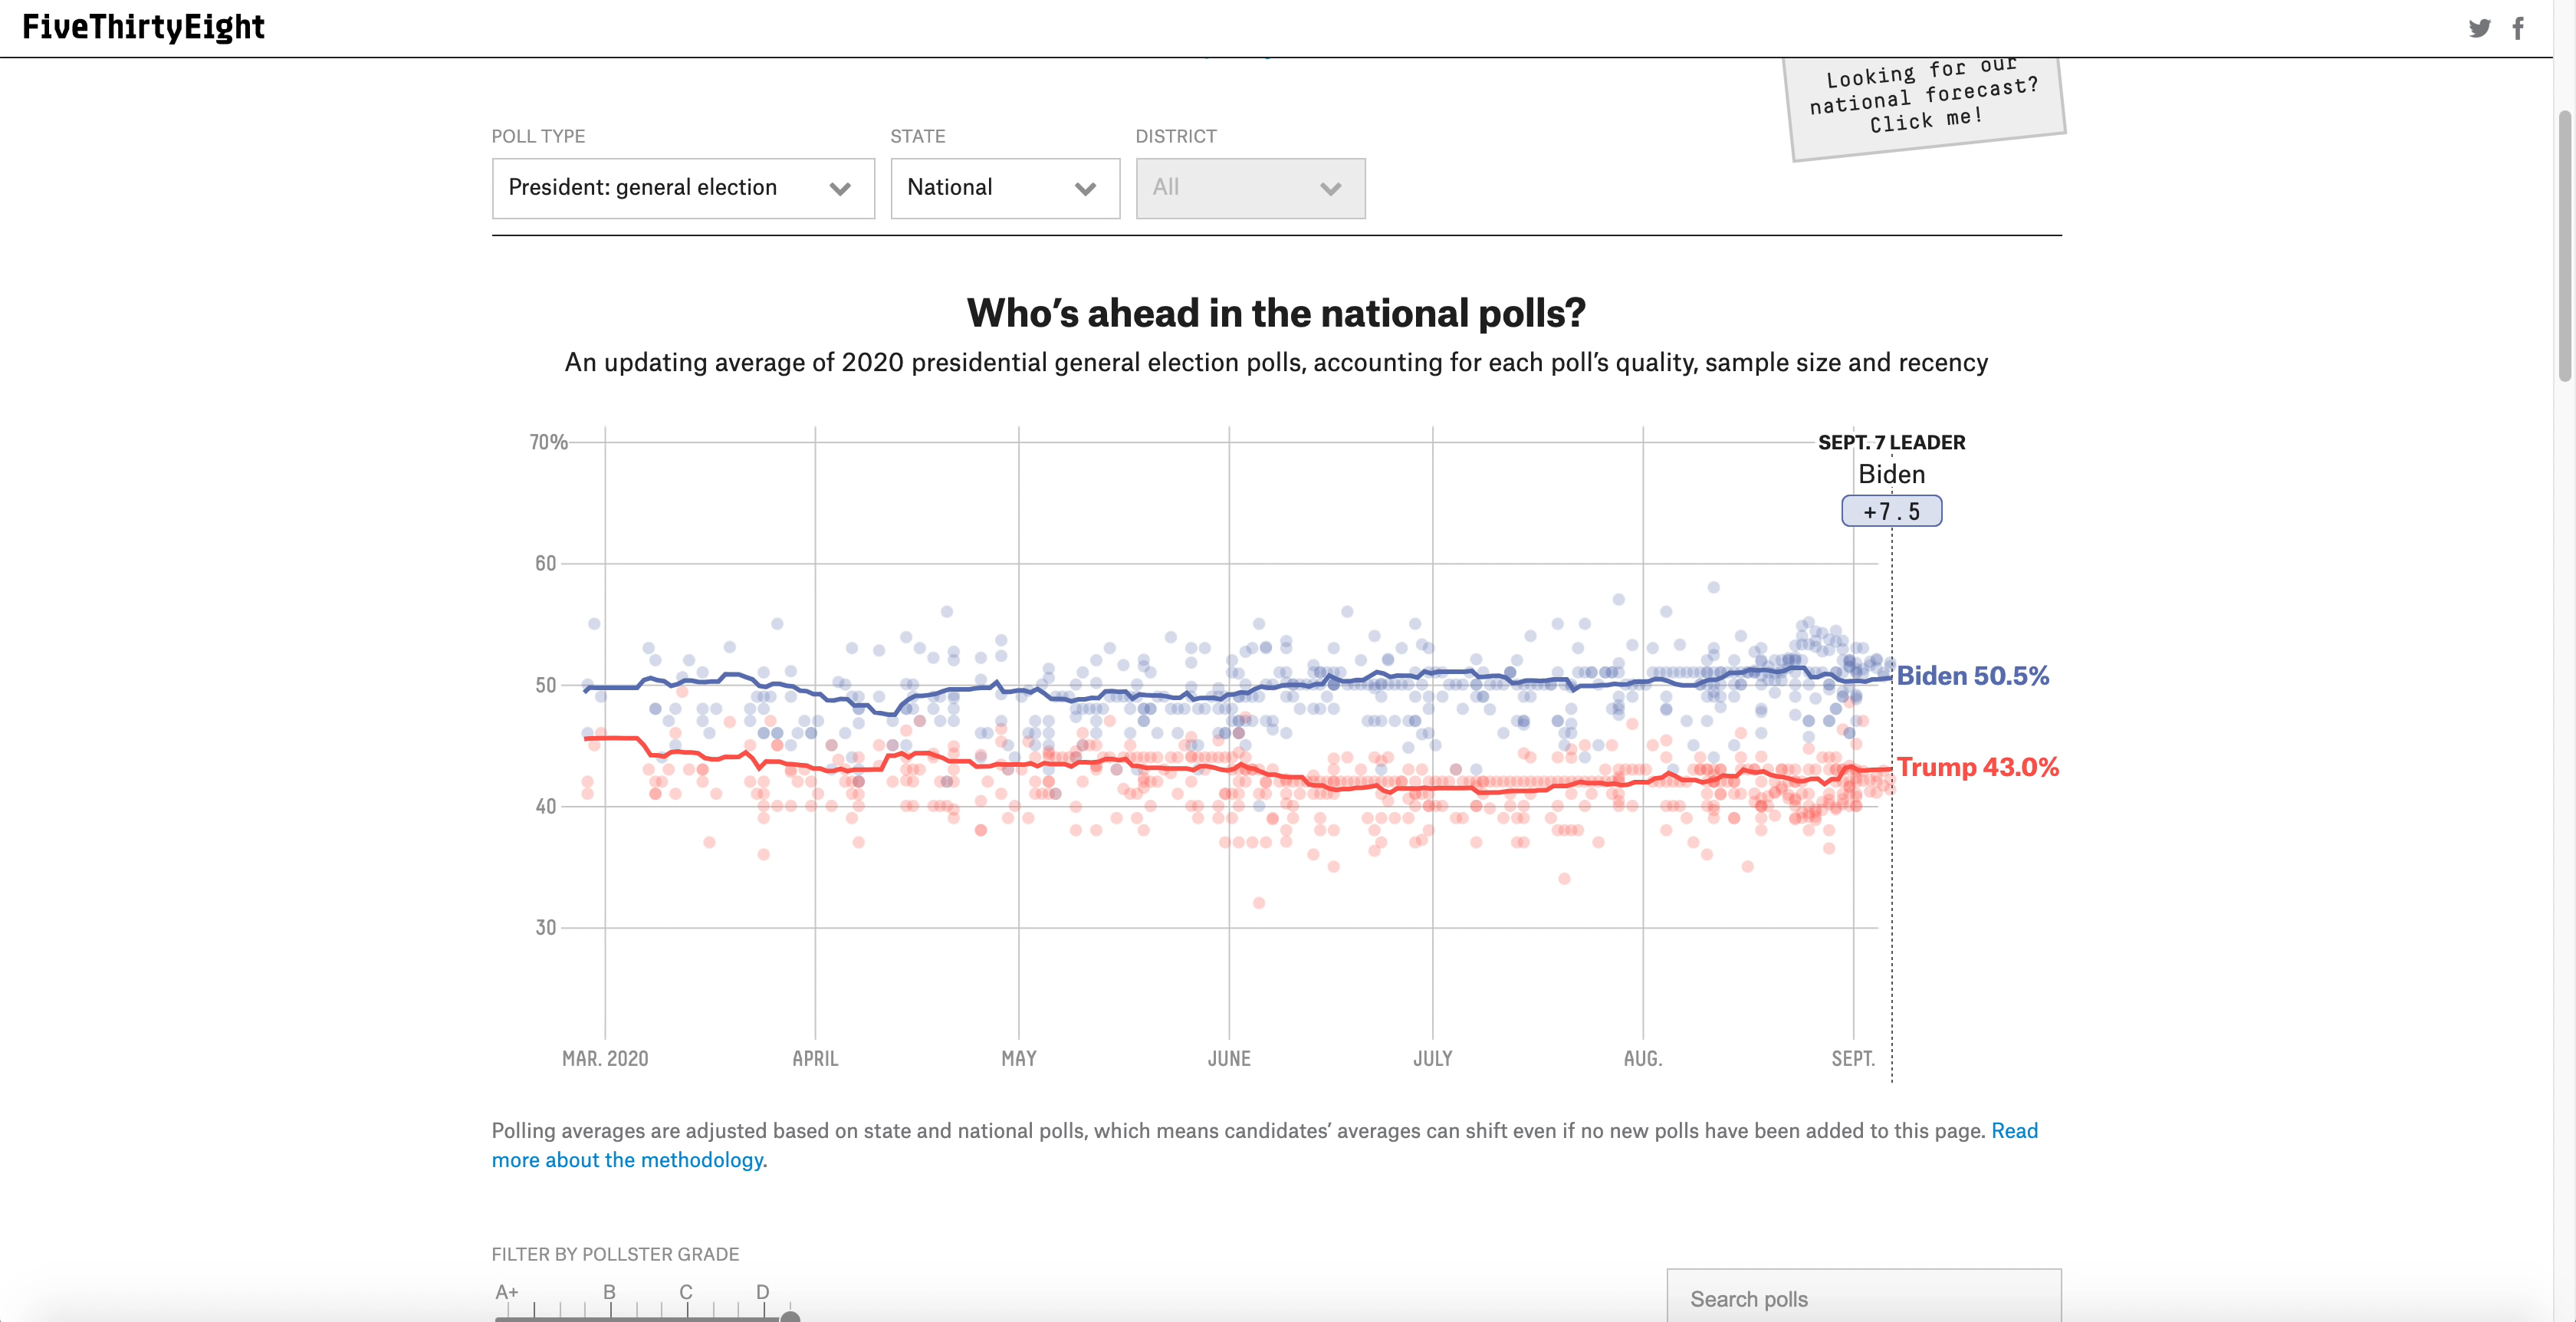 FiveThirtyEight
Looking for our
national forecast?
Click me!
POLL TYPE
STATE
DISTRICT
President: general election
National
All
Who's ahead in the national polls?
An updating average of 2020 presidential general election polls, accounting for each poll's quality, sample size and recency
70%
SEPT. 7 LEADER
Biden
+7.5
60
50
Biden 50.5%
Trump 43.0%
40
30
MAR. 2020
APRIL
MAY
JUNE
JULY
AUG.
SEPT.
Polling averages are adjusted based on state and national polls, which means candidates' averages can shift even if no new polls have been added to this page. Read
more about the methodology.
FILTER BY POLLSTER GRADE
A+
B
C
D
Search polls